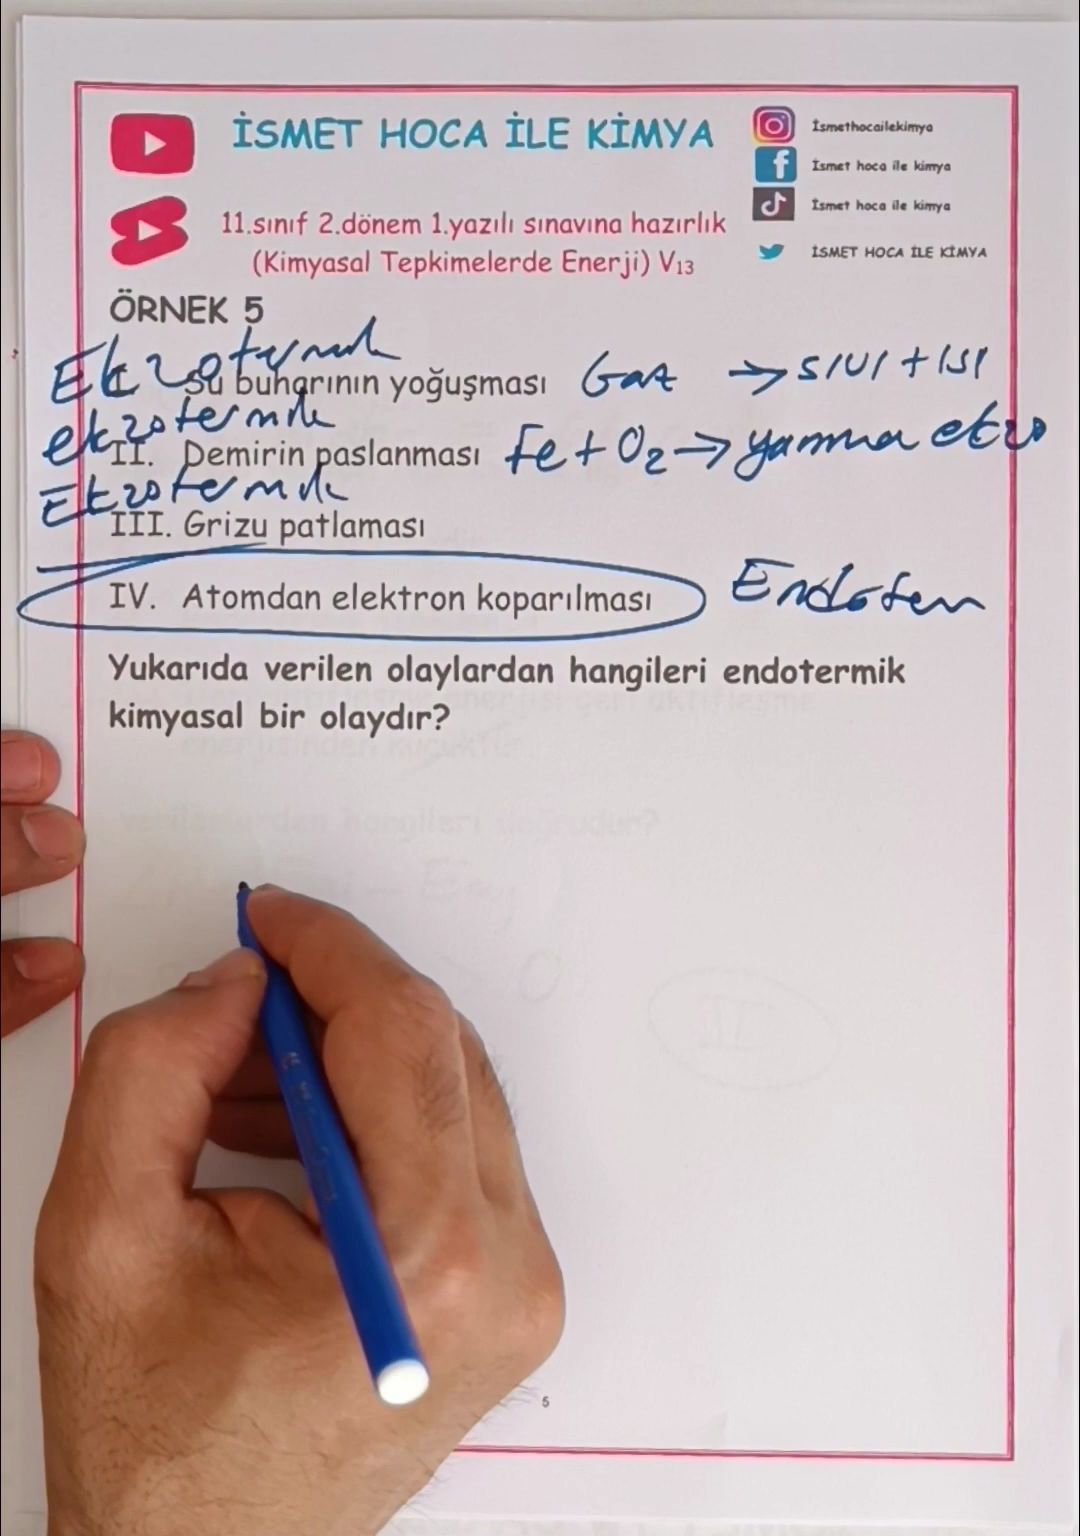 İSMET HOCA İLE KİMYA
İsmethocailekimya
İsmet hoca ile kimya
İsmet hoca ile kimya
İSMET HOCA İLE KİMYA
11.sınıf 2.dönem 1.yazılı sınavına hazırlık
(Kimyasal Tepkimelerde Enerji) V13
ÖRNEK 5
Ekzotermik
Su buharının yoğuşması Gaz → SIVI + ISI
ekzotermik
II. Demirin paslanması Fe + O2 → yanma ekzo
Ekzotermik
III. Grizu patlaması
IV. Atomdan elektron koparılması Endoterm
Yukarıda verilen olaylardan hangileri endotermik
kimyasal bir olaydır?
5